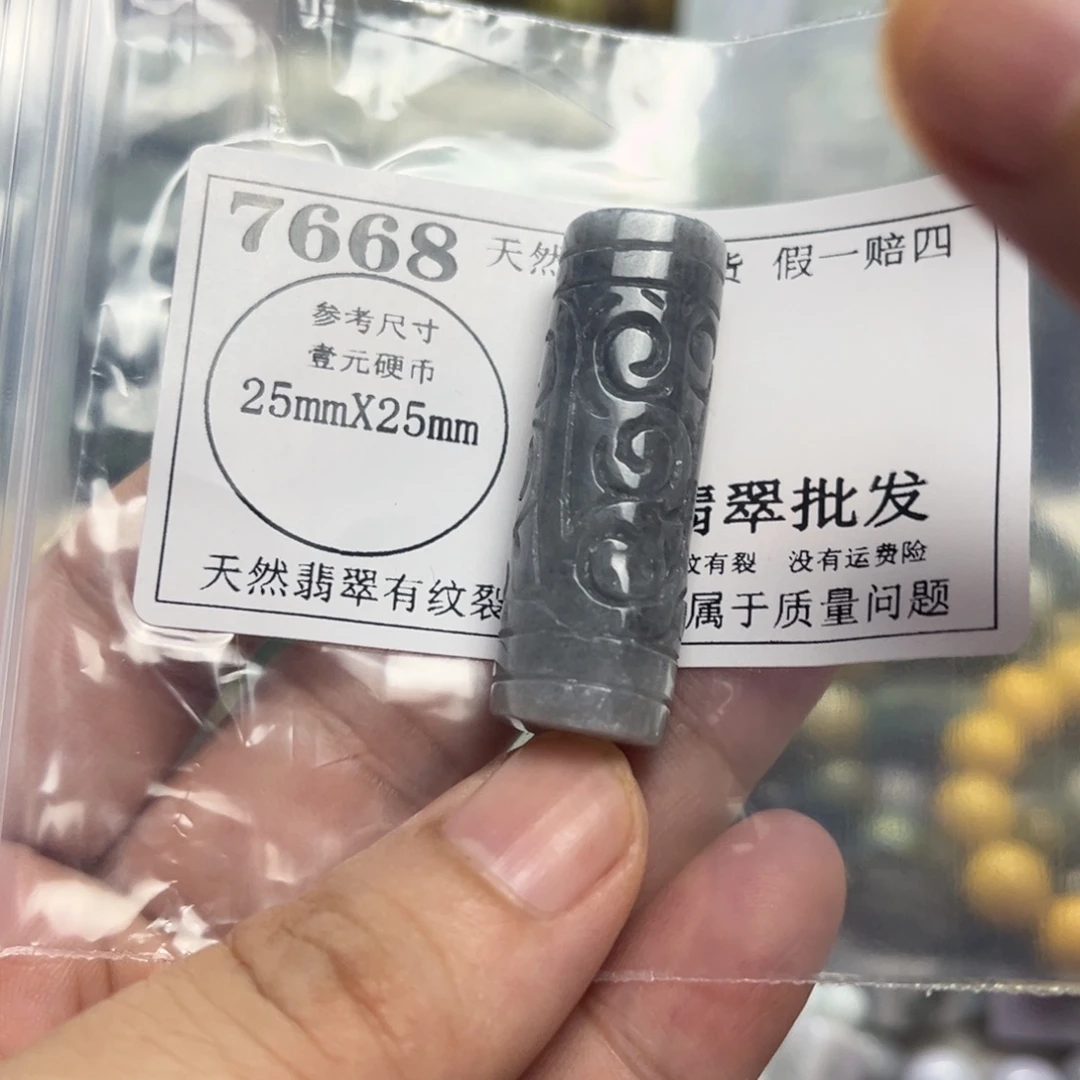 7668 天然 货 假一赔四
参考尺寸
壹元硬币
25mmX25mm
翡翠批发
纹有裂 没有运费险
天然翡翠有纹裂 属于质量问题